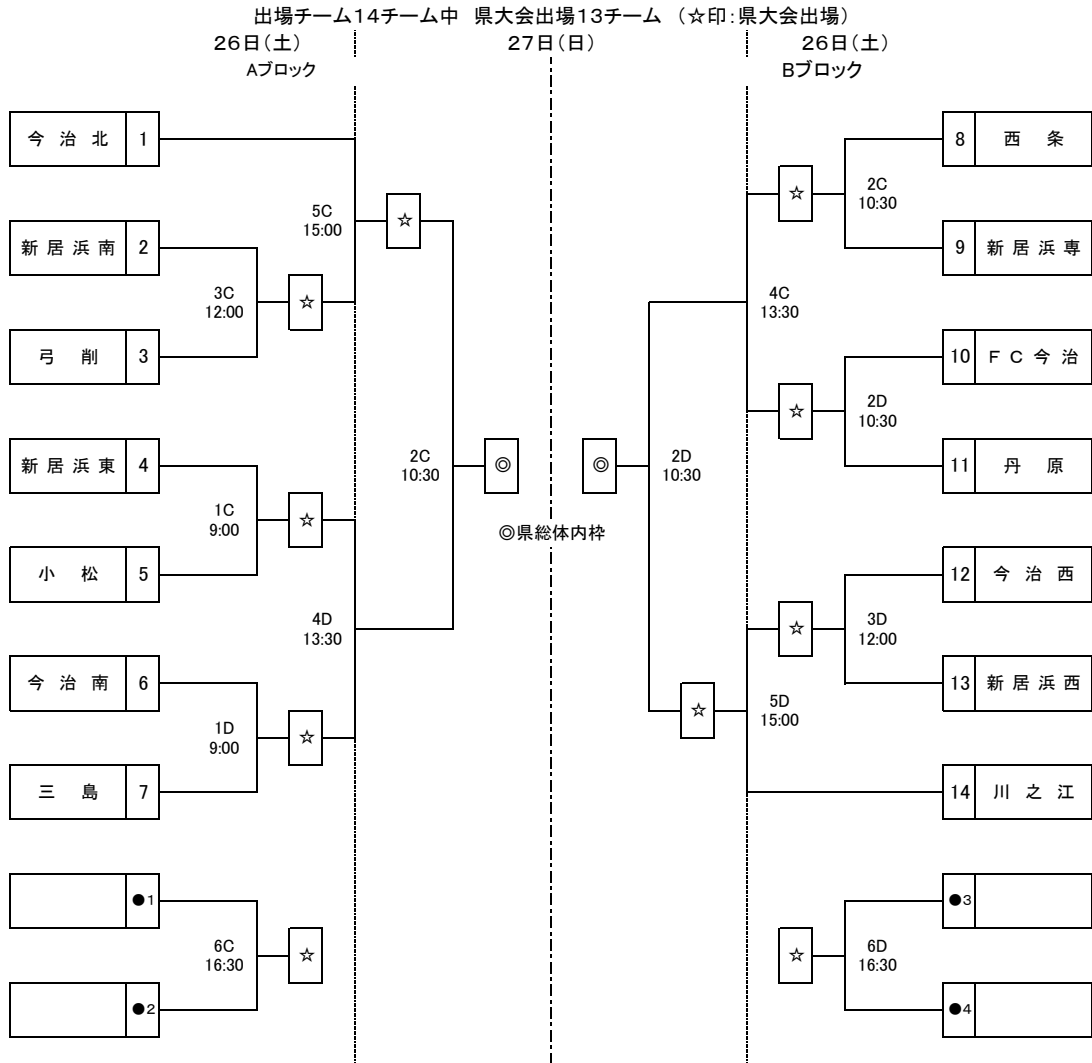 出場チーム14チーム中 県大会出場13チーム (☆印:県大会出場)
26日(土) 27日(日) 26日(土)
Aブロック Bブロック
今治北 1
8 西条
☆
2C
10:30
5C
15:00
☆
新居浜南 2
9 新居浜専
3C
12:00
☆
4C
13:30
弓削 3
10 FC今治
☆
2D
10:30
新居浜東 4
2C
10:30
◎
◎
2D
10:30
11 丹原
1C
9:00
☆
◎県総体内枠
小松 5
12 今治西
4D
13:30
☆
3D
12:00
今治南 6
13 新居浜西
1D
9:00
☆
☆
5D
15:00
三島 7
14 川之江
●1
●3
6C
16:30
☆
☆
6D
16:30
●2
●4